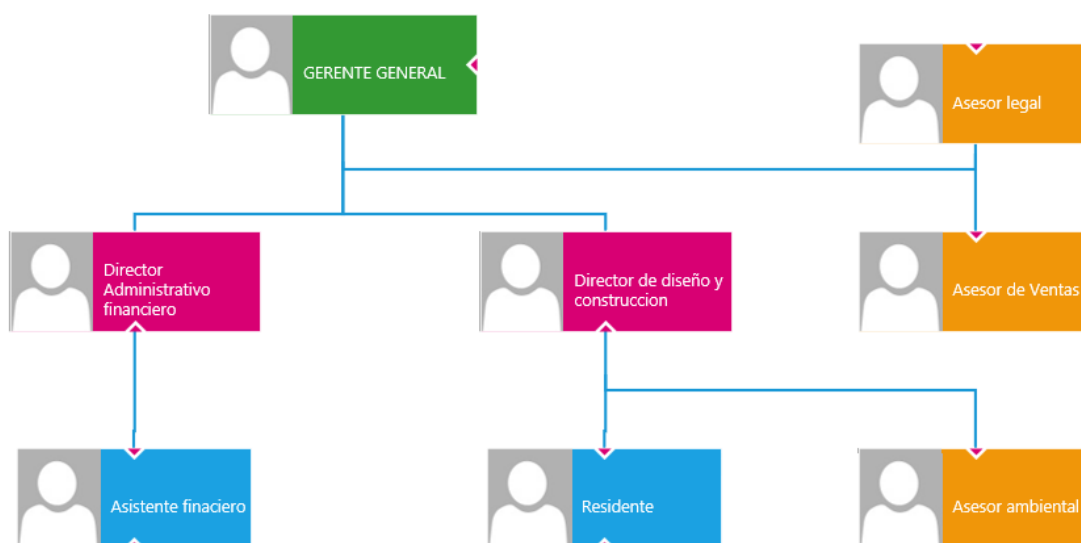 GERENTE GENERAL
Asesor legal
Director
Administrativo
financiero
Director de diseño y
construccion
Asesor de Ventas
Asistente finaciero
Residente
Asesor ambiental